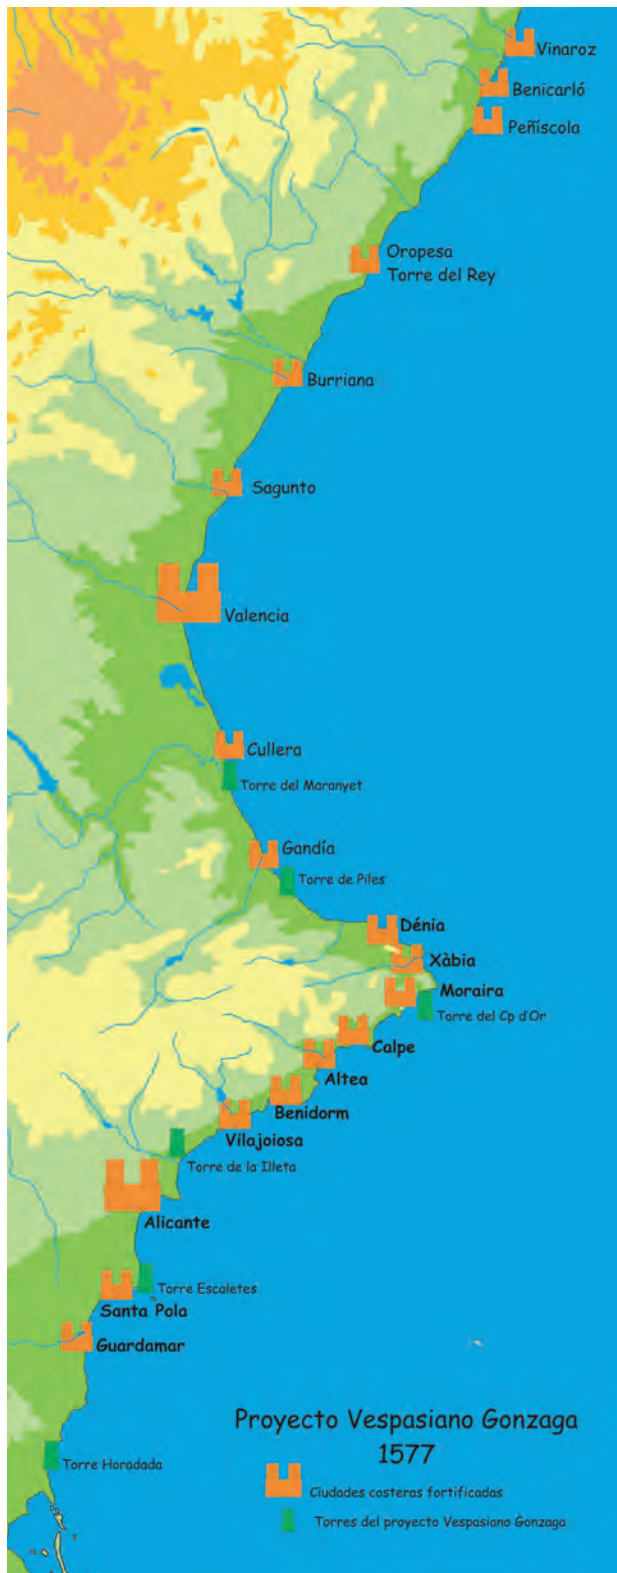 Vinaroz
Benicarló
Peñíscola
Oropesa
Torre del Rey
Burriana
Sagunto
Valencia
Cullera
Torre del Maranyet
Gandía
Torre de Piles
Dénia
Xàbia
Moraira
Torre del Cp d'Or
Calpe
Altea
Benidorm
Vilajoiosa
Torre de la Illeta
Alicante
Torre Escaletes
Santa Pola
Guardamar
Proyecto Vespasiano Gonzaga
1577
Torre Horadada
Ciudades costeras fortificadas
Torres del proyecto Vespasiano Gonzaga